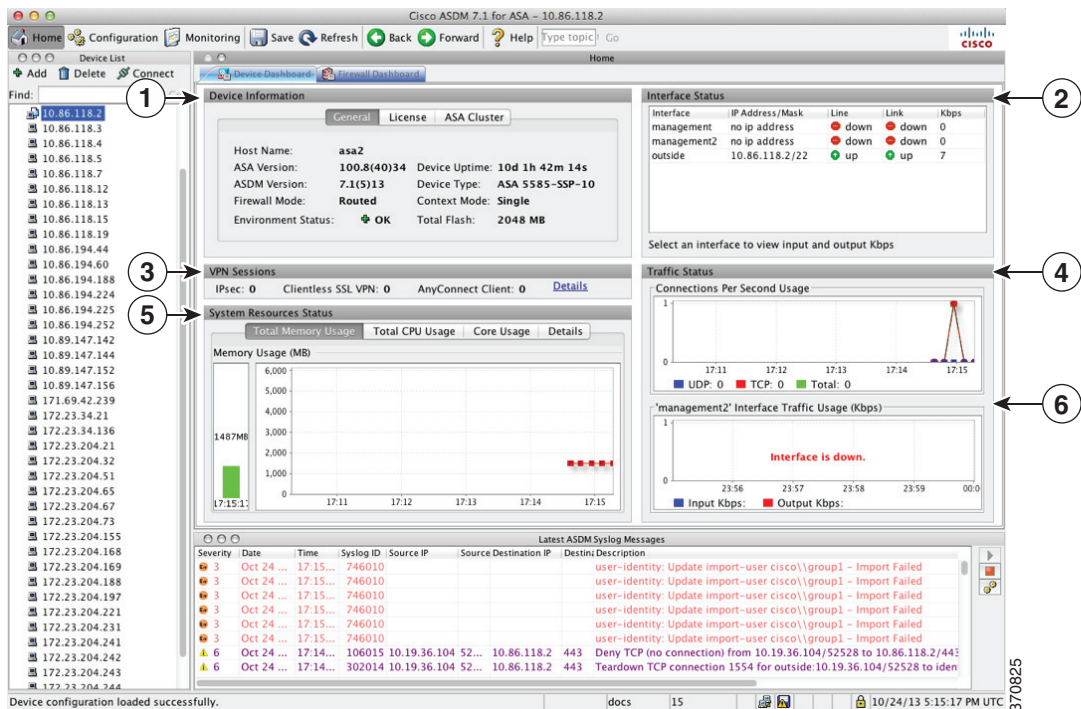 Cisco ASDM 7.1 for ASA – 10.86.118.2
Home Configuration Monitoring Save Refresh Back Forward Help Type topic Go
cisco
Device List
Add Delete Connect
Find: Go
10.86.118.2
10.86.118.3
10.86.118.4
10.86.118.5
10.86.118.7
10.86.118.12
10.86.118.13
10.86.118.15
10.86.118.19
10.86.194.44
10.86.194.60
10.86.194.188
10.86.194.224
10.86.194.225
10.86.194.252
10.89.147.142
10.89.147.144
10.89.147.152
10.89.147.156
171.69.42.239
172.23.34.21
172.23.34.136
172.23.204.21
172.23.204.32
172.23.204.51
172.23.204.65
172.23.204.67
172.23.204.73
172.23.204.155
172.23.204.168
172.23.204.169
172.23.204.188
172.23.204.197
172.23.204.221
172.23.204.231
172.23.204.241
172.23.204.242
172.23.204.243
172.23.204.244
Home
Device Dashboard Firewall Dashboard
1
Device Information
General License ASA Cluster
Host Name: asa2
ASA Version: 100.8(40)34 Device Uptime: 10d 1h 42m 14s
ASDM Version: 7.1(5)13 Device Type: ASA 5585-SSP-10
Firewall Mode: Routed Context Mode: Single
Environment Status: OK Total Flash: 2048 MB
2
Interface Status
Interface IP Address/Mask Line Link Kbps
management no ip address down down 0
management2 no ip address down down 0
outside 10.86.118.2/22 up up 7
Select an interface to view input and output Kbps
3
VPN Sessions
IPsec: 0 Clientless SSL VPN: 0 AnyConnect Client: 0 Details
4
Traffic Status
Connections Per Second Usage
1
0
17:11 17:12 17:13 17:14 17:15
UDP: 0 TCP: 0 Total: 0
5
System Resources Status
Total Memory Usage Total CPU Usage Core Usage Details
Memory Usage (MB)
1487MB
17:15:17
6,000
5,000
4,000
3,000
2,000
1,000
0
17:11 17:12 17:13 17:14 17:15
6
'management2' Interface Traffic Usage (Kbps)
1
Interface is down.
0
23:56 23:57 23:58 23:59 00:0
Input Kbps: Output Kbps:
Latest ASDM Syslog Messages
Severity Date Time Syslog ID Source IP Source Destination IP Destin Description
3 Oct 24 ... 17:15... 746010 user-identity: Update import-user cisco\\group1 – Import Failed
3 Oct 24 ... 17:15... 746010 user-identity: Update import-user cisco\\group1 – Import Failed
3 Oct 24 ... 17:15... 746010 user-identity: Update import-user cisco\\group1 – Import Failed
3 Oct 24 ... 17:15... 746010 user-identity: Update import-user cisco\\group1 – Import Failed
3 Oct 24 ... 17:15... 746010 user-identity: Update import-user cisco\\group1 – Import Failed
3 Oct 24 ... 17:15... 746010 user-identity: Update import-user cisco\\group1 – Import Failed
6 Oct 24 ... 17:14... 106015 10.19.36.104 52... 10.86.118.2 443 Deny TCP (no connection) from 10.19.36.104/52528 to 10.86.118.2/443
6 Oct 24 ... 17:14... 302014 10.19.36.104 52... 10.86.118.2 443 Teardown TCP connection 1554 for outside:10.19.36.104/52528 to iden
Device configuration loaded successfully. docs 15 10/24/13 5:15:17 PM UTC
370825